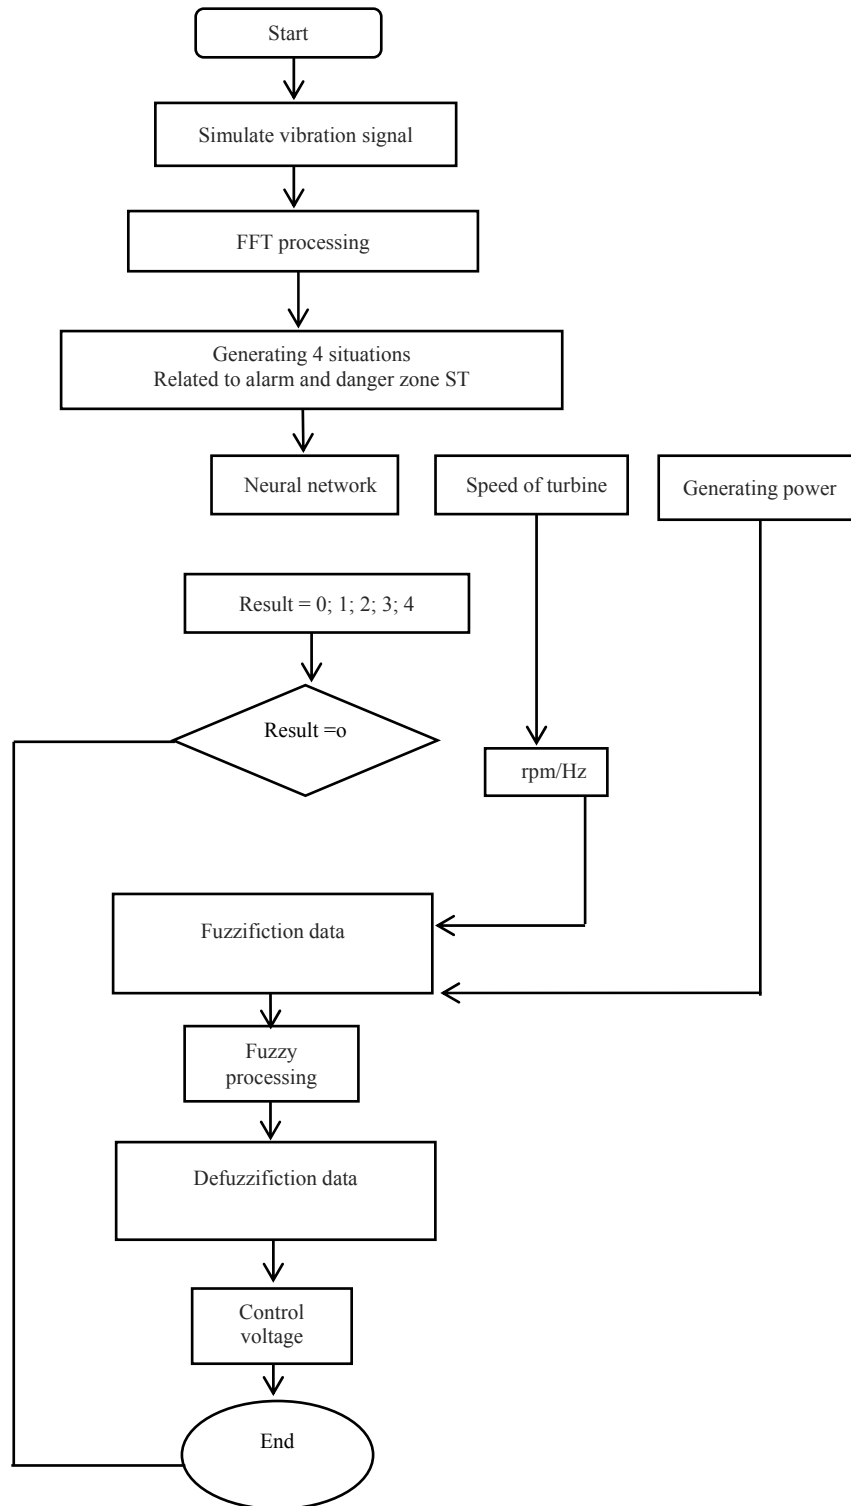 Start
Simulate vibration signal
FFT processing
Generating 4 situations
Related to alarm and danger zone ST
Neural network
Speed of turbine
Generating power
Result = 0; 1; 2; 3; 4
Result =o
rpm/Hz
Fuzzifiction data
Fuzzy
processing
Defuzzifiction data
Control
voltage
End